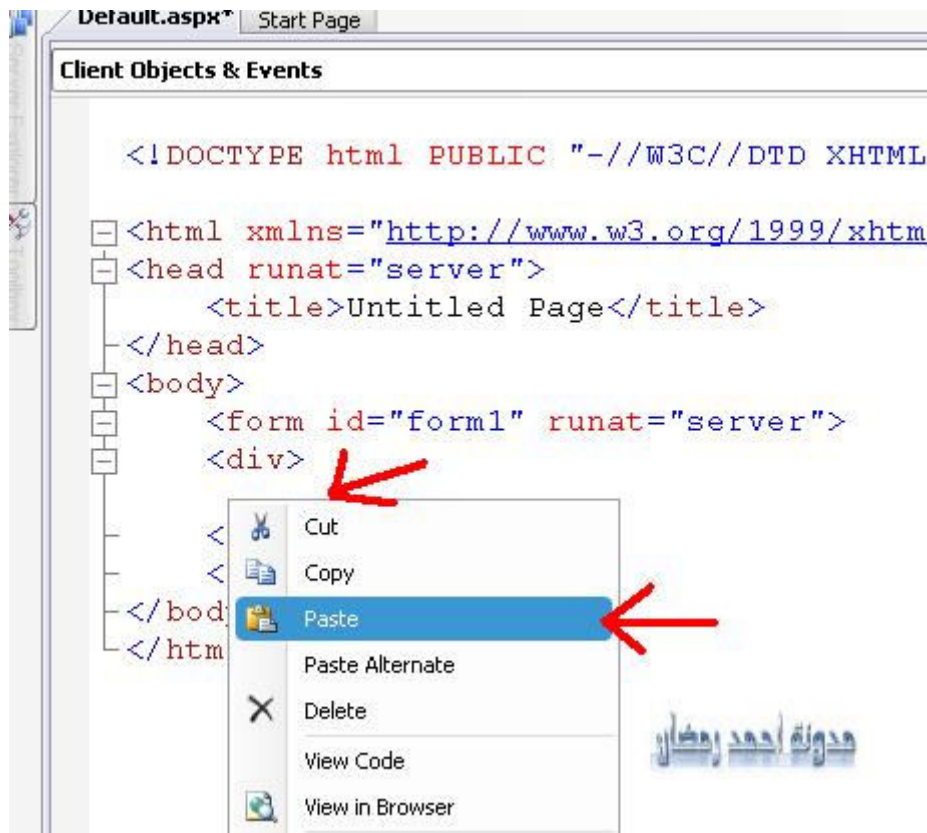 Default.aspx* Start Page
Client Objects & Events
<!DOCTYPE html PUBLIC "-//W3C//DTD XHTML
<html xmlns="http://www.w3.org/1999/xhtm
<head runat="server">
<title>Untitled Page</title>
</head>
<body>
<form id="form1" runat="server">
<div>
<
<
</bod
</htm
Cut
Copy
Paste
Paste Alternate
Delete
View Code
View in Browser
مدونة احمد رمضان